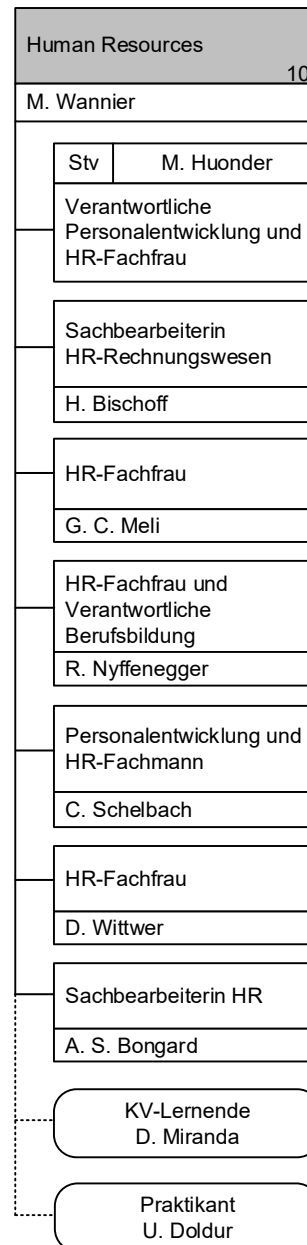 Human Resources
10
M. Wannier
Stv M. Huonder
Verantwortliche
Personalentwicklung und
HR-Fachfrau
Sachbearbeiterin
HR-Rechnungswesen
H. Bischoff
HR-Fachfrau
G. C. Meli
HR-Fachfrau und
Verantwortliche
Berufsbildung
R. Nyffenegger
Personalentwicklung und
HR-Fachmann
C. Schelbach
HR-Fachfrau
D. Wittwer
Sachbearbeiterin HR
A. S. Bongard
KV-Lernende
D. Miranda
Praktikant
U. Doldur